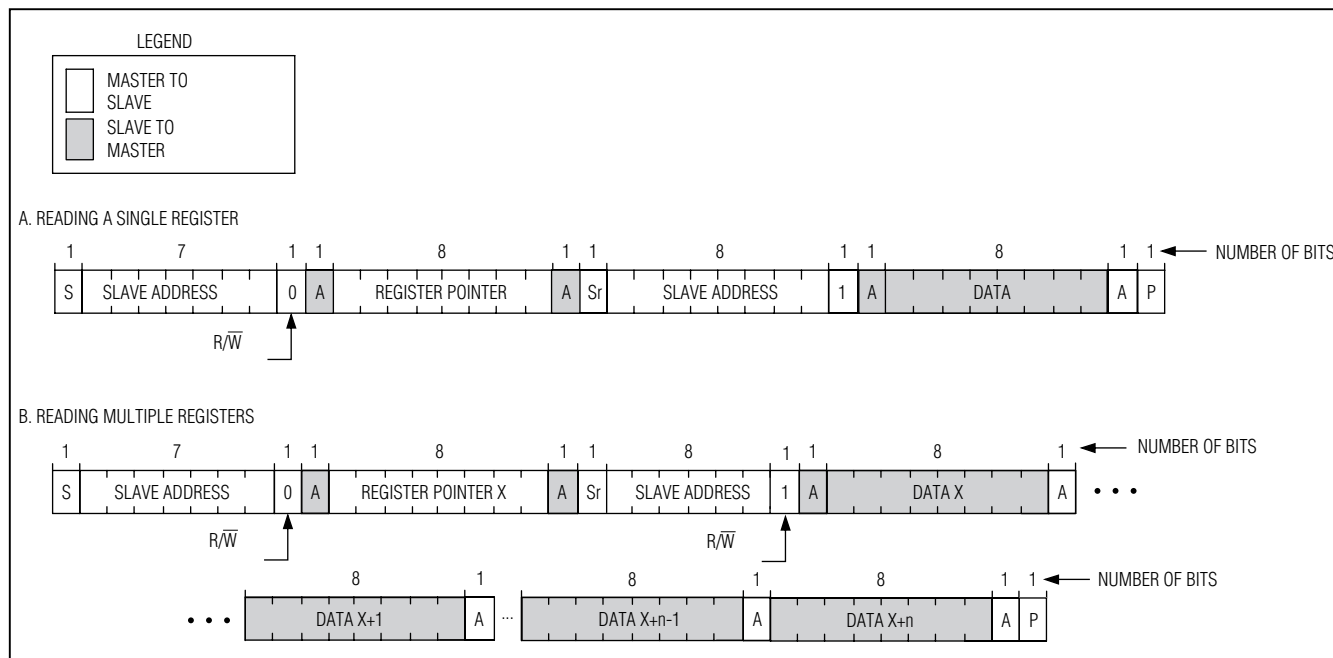 LEGEND
MASTER TO
SLAVE
SLAVE TO
MASTER
A. READING A SINGLE REGISTER
1 7 1 1 8 1 1 8 1 1 8 1 1 NUMBER OF BITS
S SLAVE ADDRESS 0 A REGISTER POINTER A Sr SLAVE ADDRESS 1 A DATA A P
R/W̅
B. READING MULTIPLE REGISTERS
1 7 1 1 8 1 1 8 1 1 8 1 NUMBER OF BITS
S SLAVE ADDRESS 0 A REGISTER POINTER X A Sr SLAVE ADDRESS 1 A DATA X A • • •
R/W̅ R/W̅
8 1 8 1 8 1 1 NUMBER OF BITS
• • • DATA X+1 A ... DATA X+n-1 A DATA X+n A P